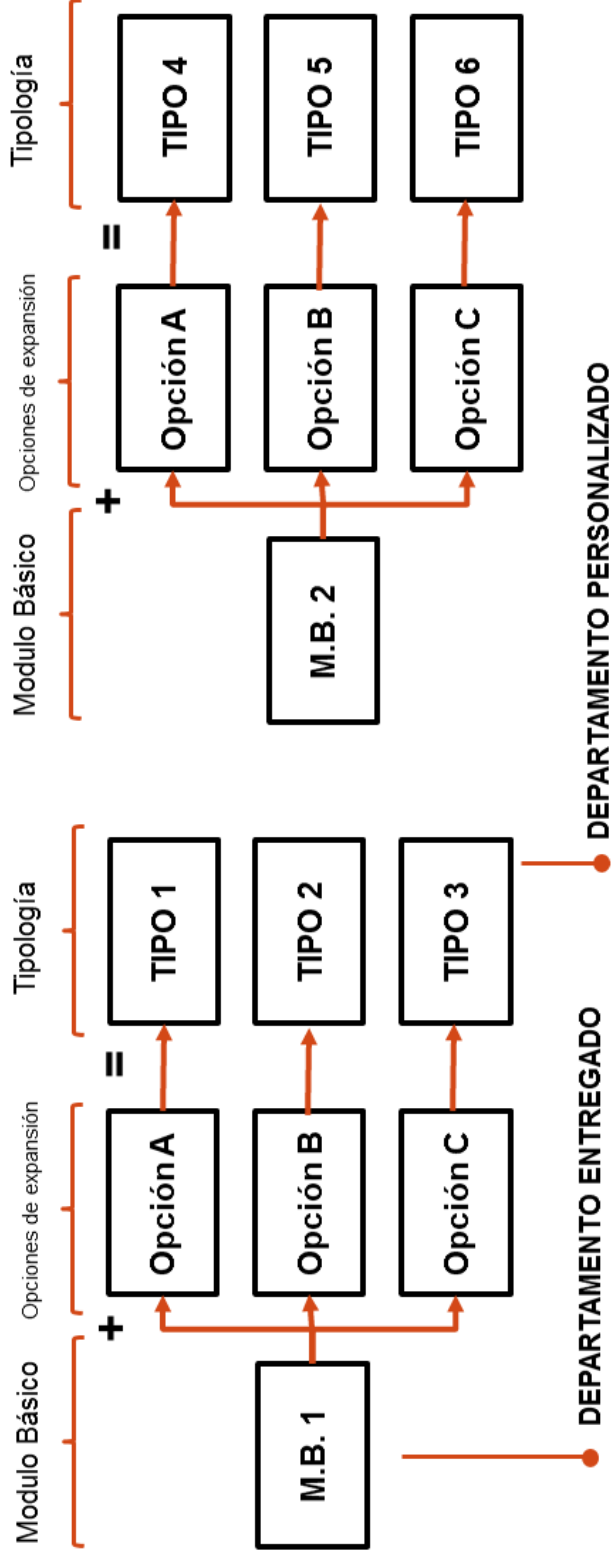 Modulo Básico
+
Opciones de expansión
=
Tipología
M.B. 1
Opción A
TIPO 1
Opción B
TIPO 2
Opción C
TIPO 3
Modulo Básico
+
Opciones de expansión
=
Tipología
M.B. 2
Opción A
TIPO 4
Opción B
TIPO 5
Opción C
TIPO 6
DEPARTAMENTO ENTREGADO
DEPARTAMENTO PERSONALIZADO